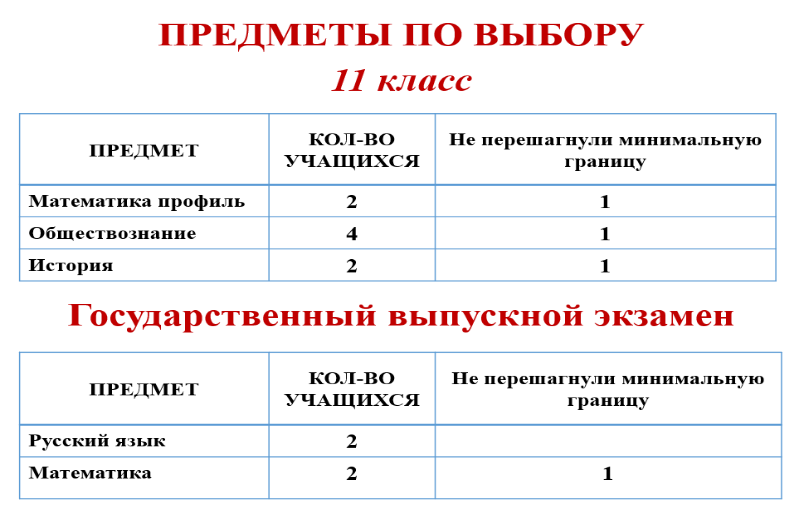 ПРЕДМЕТЫ ПО ВЫБОРУ
11 класс
ПРЕДМЕТ КОЛ-ВО УЧАЩИХСЯ Не перешагнули минимальную границу
Математика профиль 2 1
Обществознание 4 1
История 2 1
Государственный выпускной экзамен
ПРЕДМЕТ КОЛ-ВО УЧАЩИХСЯ Не перешагнули минимальную границу
Русский язык 2
Математика 2 1